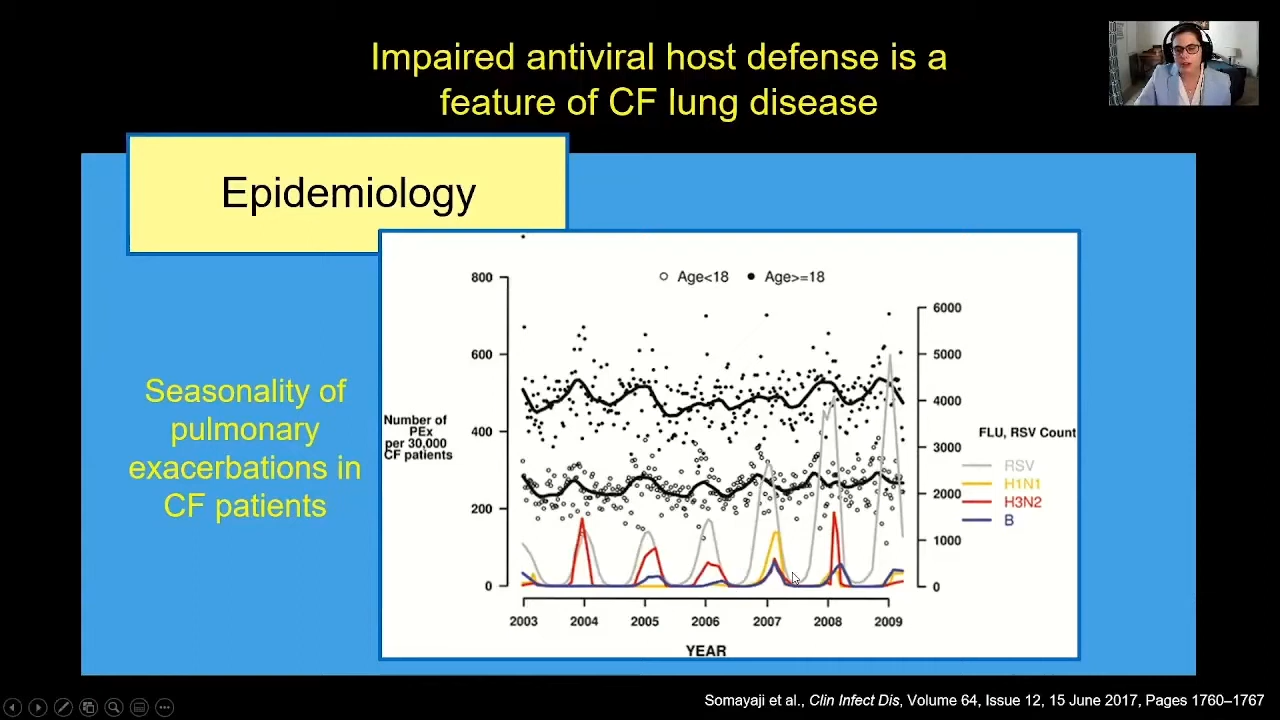 Impaired antiviral host defense is a
feature of CF lung disease
Epidemiology
Seasonality of
pulmonary
exacerbations in
CF patients
Age<18
Age>=18
800
600
400
200
0
Number of
PEx
per 30,000
CF patients
6000
5000
4000
3000
2000
1000
0
FLU, RSV Count
RSV
H1N1
H3N2
B
2003 2004 2005 2006 2007 2008 2009
YEAR
Somayaji et al., Clin Infect Dis, Volume 64, Issue 12, 15 June 2017, Pages 1760–1767